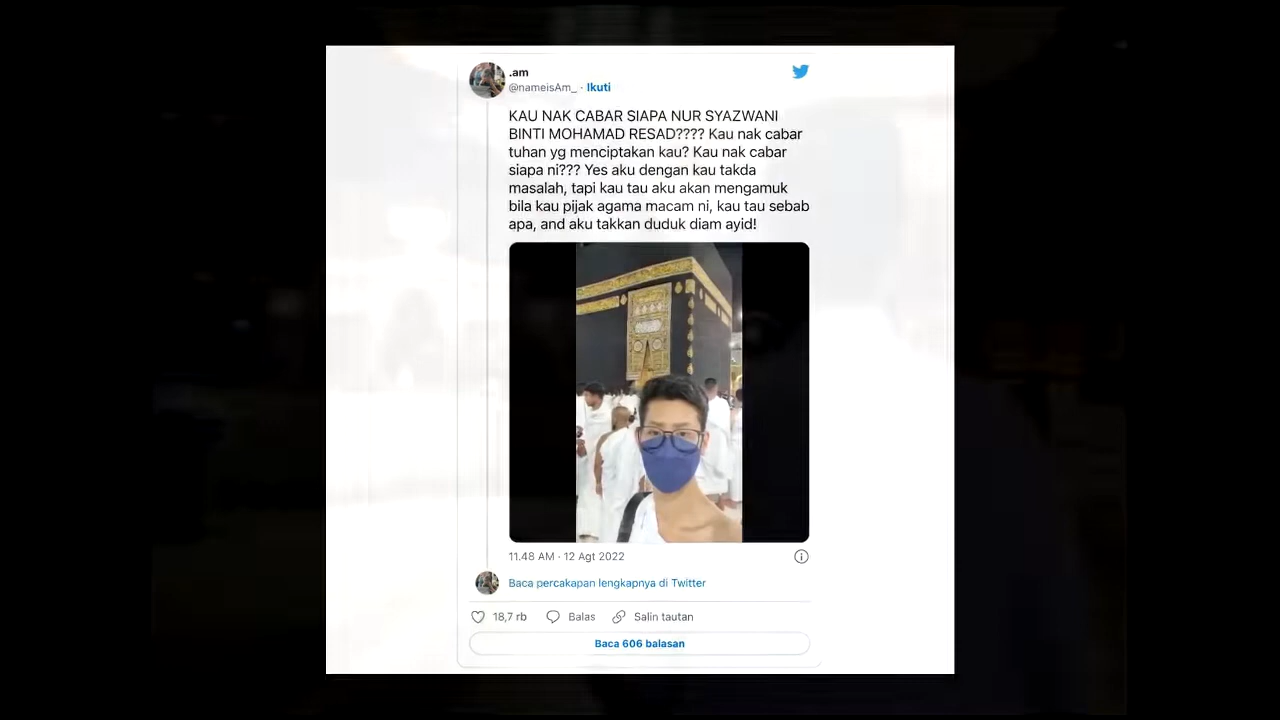 .am
@nameisAm_ · Ikuti
KAU NAK CABAR SIAPA NUR SYAZWANI
BINTI MOHAMAD RESAD???? Kau nak cabar
tuhan yg menciptakan kau? Kau nak cabar
siapa ni??? Yes aku dengan kau takda
masalah, tapi kau tau aku akan mengamuk
bila kau pijak agama macam ni, kau tau sebab
apa, and aku takkan duduk diam ayid!
11.48 AM · 12 Agt 2022
Baca percakapan lengkapnya di Twitter
18,7 rb Balas Salin tautan
Baca 606 balasan